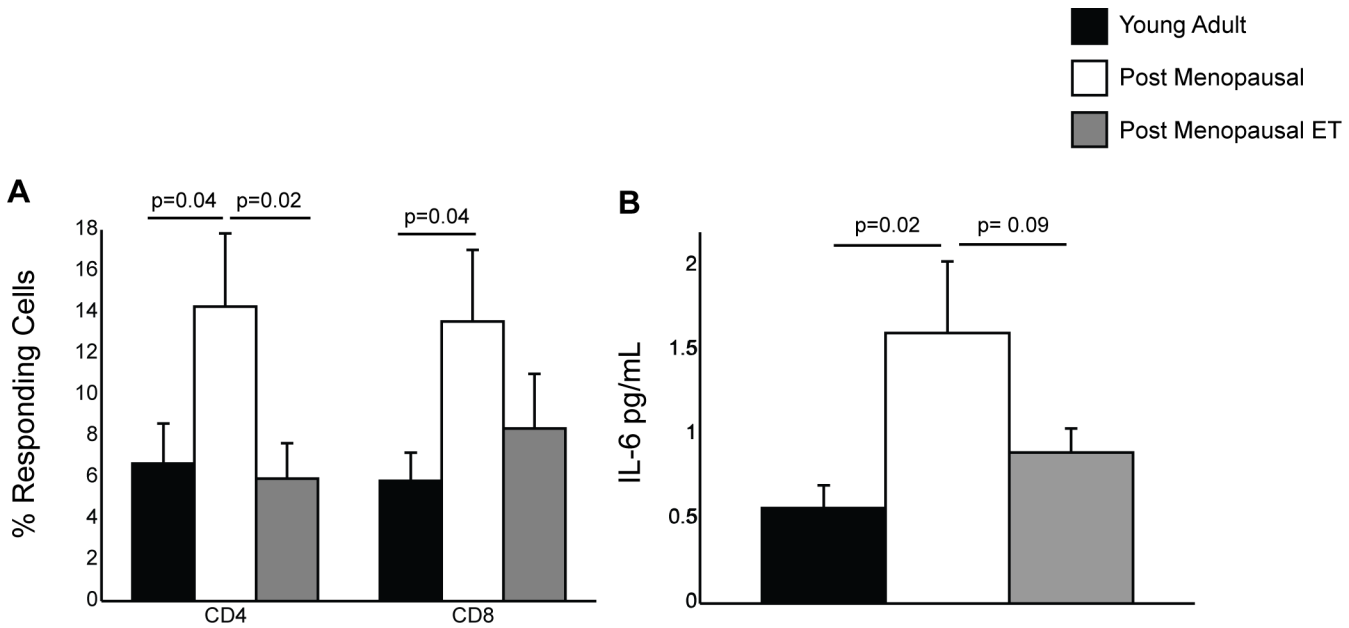 Young Adult
Post Menopausal
Post Menopausal ET
A
p=0.04
p=0.02
p=0.04
18
16
14
12
10
8
6
4
2
0
% Responding Cells
CD4
CD8
B
p=0.02
p= 0.09
2
1.5
1
0.5
0
IL-6 pg/mL